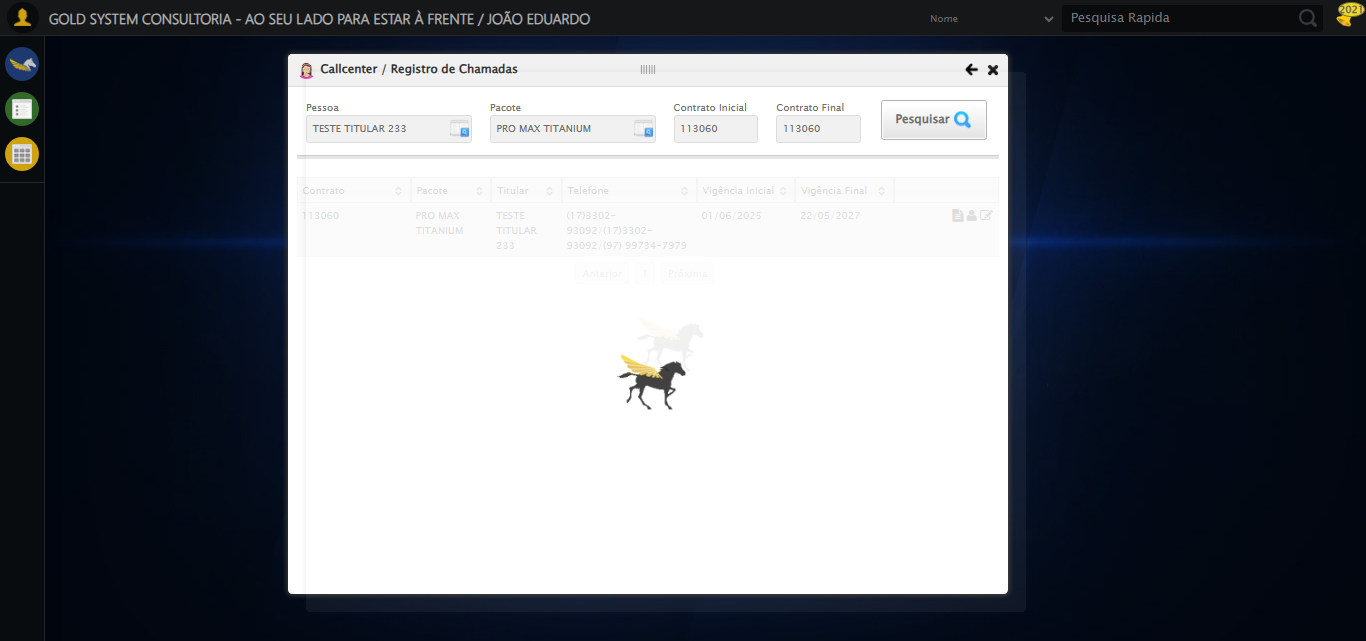 GOLD SYSTEM CONSULTORIA - AO SEU LADO PARA ESTAR À FRENTE / JOÃO EDUARDO
Nome
Pesquisa Rapida
2021
Callcenter / Registro de Chamadas
Pessoa
Pacote
Contrato Inicial
Contrato Final
TESTE TITULAR 233
PRO MAX TITANIUM
113060
113060
Pesquisar
Contrato
Pacote
Titular
Telefone
Vigência Inicial
Vigência Final
113060
PRO MAX
TITANIUM
TESTE
TITULAR
233
(17)3302-
93092/(17)3302-
93092/(97) 99734-7979
01/06/2025
22/05/2027
Anterior
1
Próxima